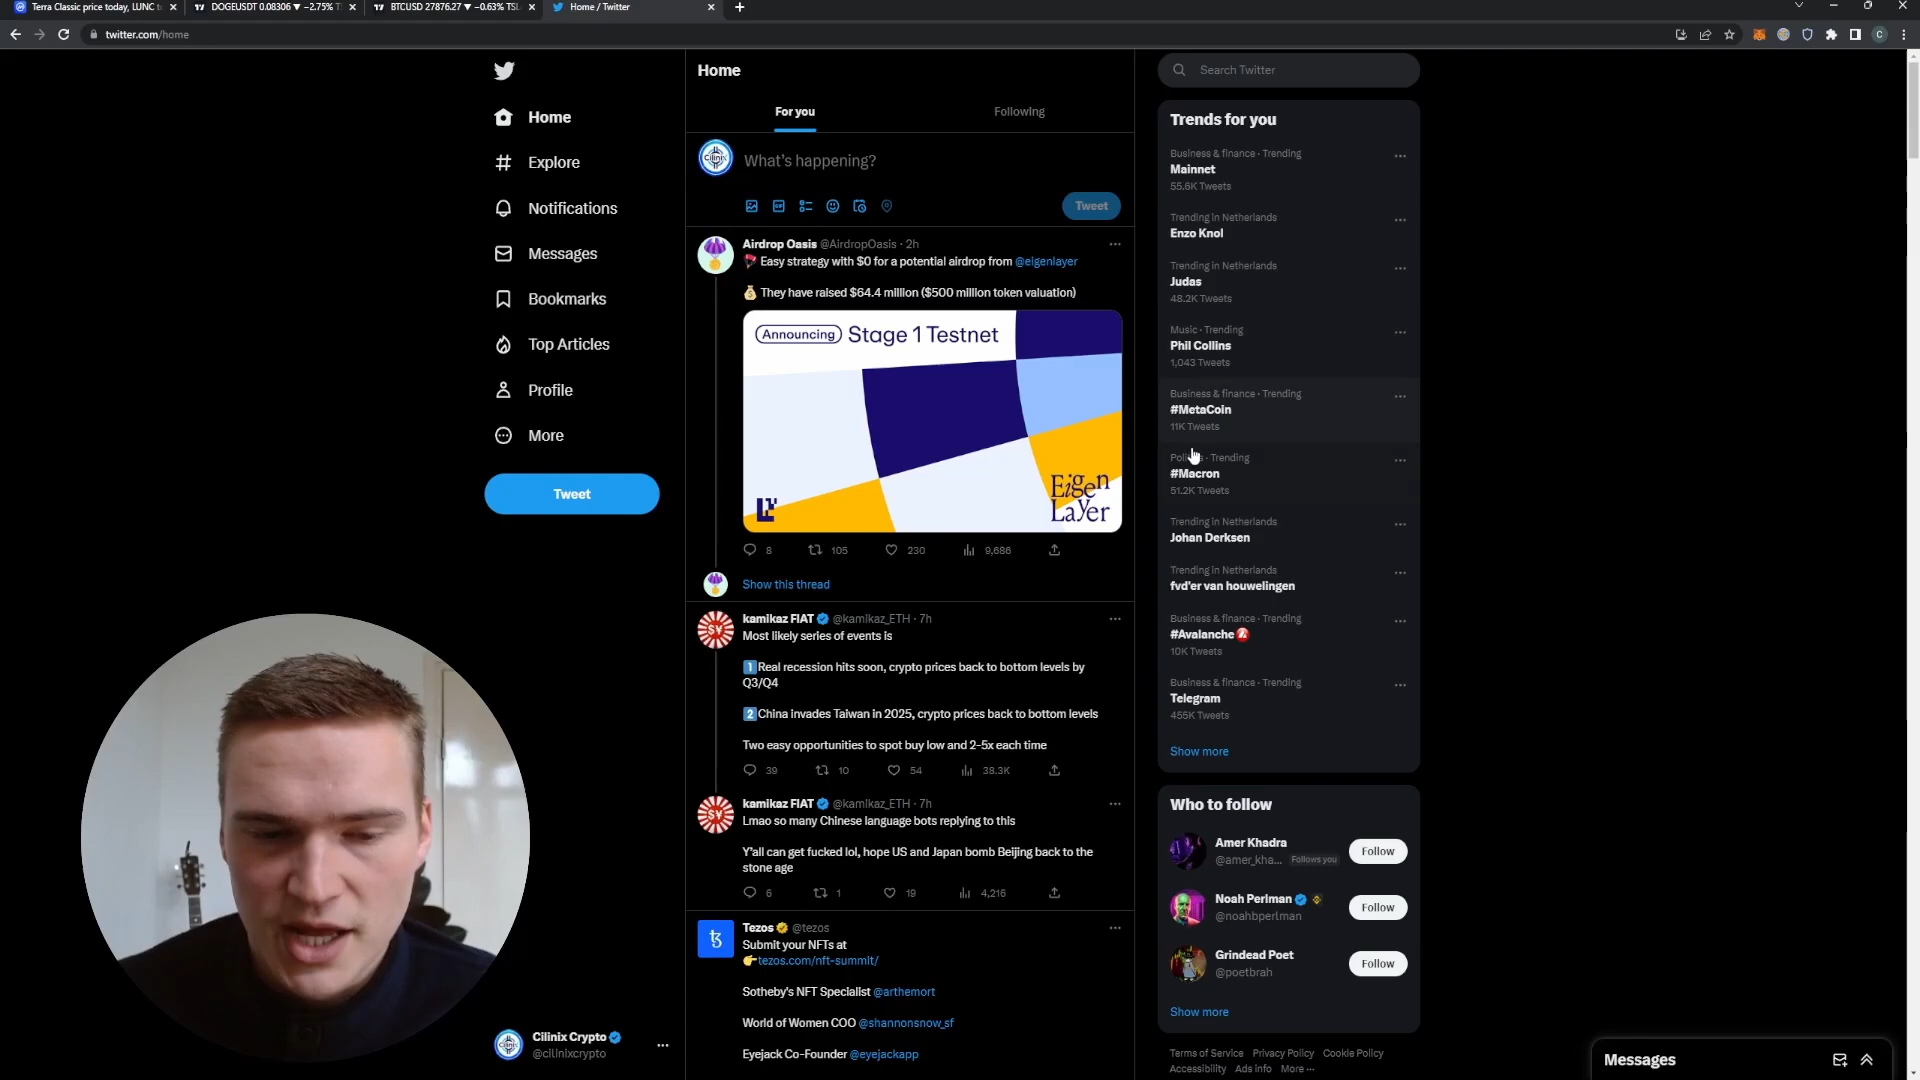 Terra Classic price today, LUNC t
DOGEUSDT 0.08306 ▼ −2.75% T
BTCUSD 27876.27 ▼ −0.63% TSL
Home / Twitter
twitter.com/home
C
Home
Explore
Notifications
Messages
Bookmarks
Top Articles
Profile
More
Tweet
Cilinix Crypto
@cilinixcrypto
Home
For you
Following
Cilinix
What's happening?
GIF
Tweet
Airdrop Oasis @AirdropOasis · 2h
Easy strategy with $0 for a potential airdrop from @eigenlayer
They have raised $64.4 million ($500 million token valuation)
Announcing Stage 1 Testnet
Eigen
Layer
8 105 230 9,686
Show this thread
kamikaz FIAT @kamikaz_ETH · 7h
Most likely series of events is
1 Real recession hits soon, crypto prices back to bottom levels by
Q3/Q4
2 China invades Taiwan in 2025, crypto prices back to bottom levels
Two easy opportunities to spot buy low and 2-5x each time
39 10 54 38.3K
kamikaz FIAT @kamikaz_ETH · 7h
Lmao so many Chinese language bots replying to this
Y'all can get fucked lol, hope US and Japan bomb Beijing back to the
stone age
6 1 19 4,216
Tezos @tezos
Submit your NFTs at
tezos.com/nft-summit/
Sotheby's NFT Specialist @arthemort
World of Women COO @shannonsnow_sf
Eyejack Co-Founder @eyejackapp
Search Twitter
Trends for you
Business & finance · Trending
Mainnet
55.6K Tweets
Trending in Netherlands
Enzo Knol
Trending in Netherlands
Judas
48.2K Tweets
Music · Trending
Phil Collins
1,043 Tweets
Business & finance · Trending
#MetaCoin
11K Tweets
Politics · Trending
#Macron
51.2K Tweets
Trending in Netherlands
Johan Derksen
Trending in Netherlands
fvd'er van houwelingen
Business & finance · Trending
#Avalanche
10K Tweets
Business & finance · Trending
Telegram
455K Tweets
Show more
Who to follow
Amer Khadra
@amer_kha... Follows you
Follow
Noah Perlman
@noahbperlman
Follow
Grindead Poet
@poetbrah
Follow
Show more
Terms of Service Privacy Policy Cookie Policy
Accessibility Ads info More ···
Messages